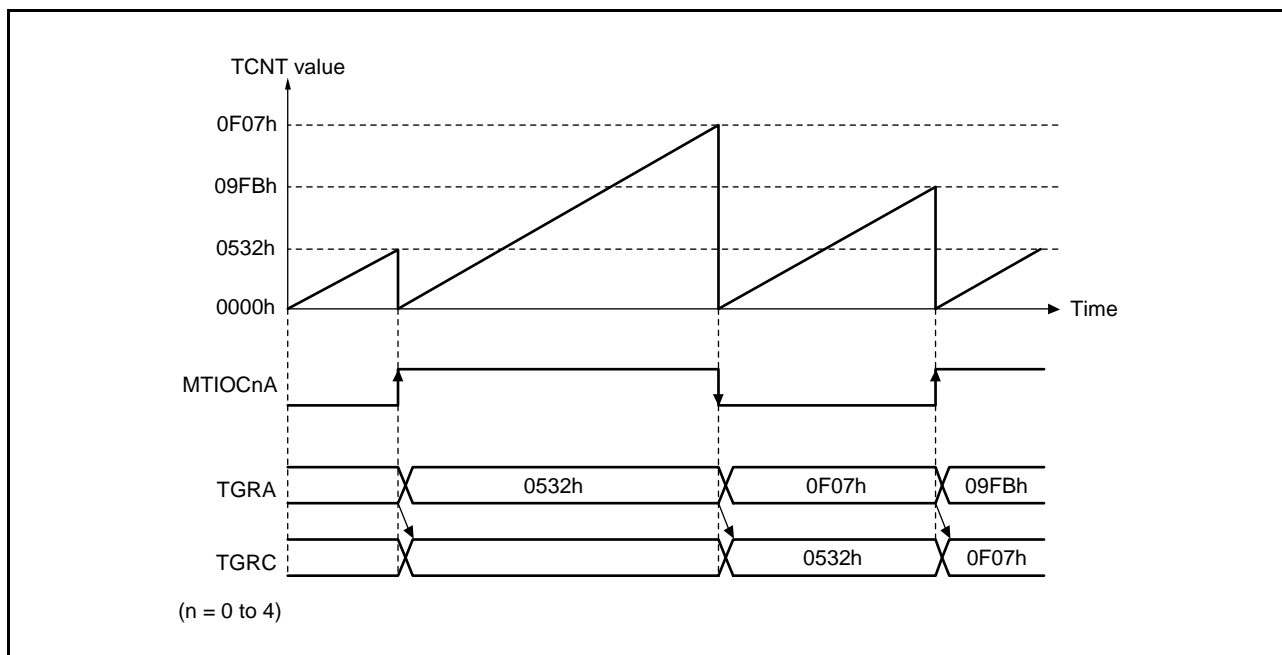 TCNT value
0F07h
09FBh
0532h
0000h
Time
MTIOCnA
TGRA 0532h 0F07h 09FBh
TGRC 0532h 0F07h
(n = 0 to 4)